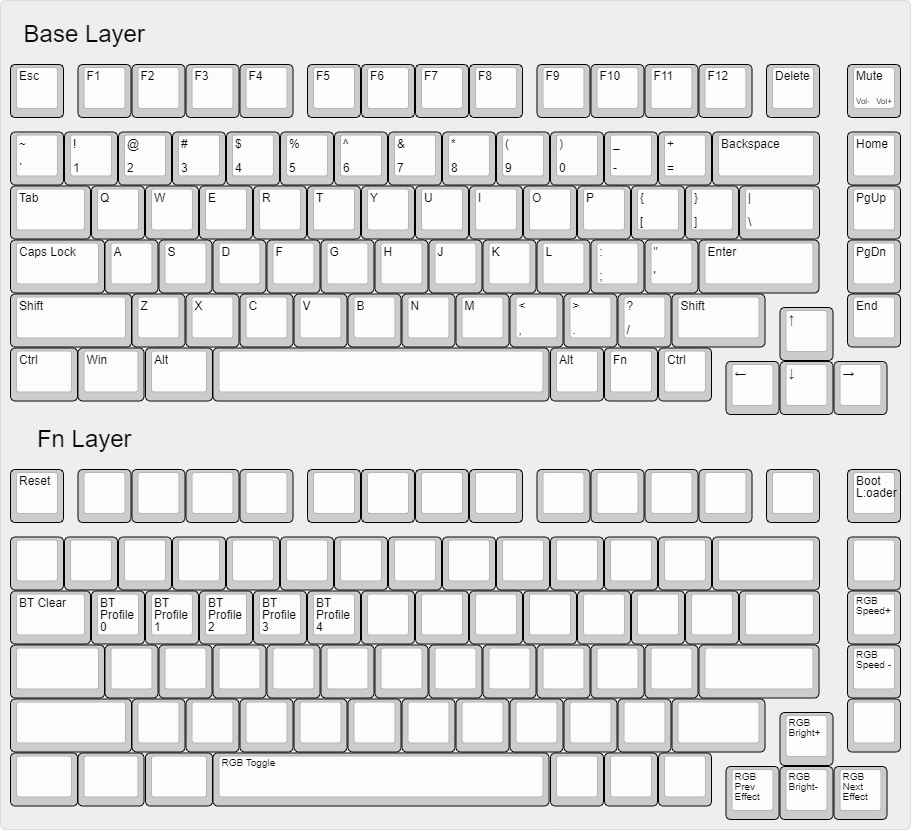 Base Layer
Esc F1 F2 F3 F4 F5 F6 F7 F8 F9 F10 F11 F12 Delete Mute
Vol- Vol+
~ ! @ # $ % ^ & * ( ) _ + Backspace Home
` 1 2 3 4 5 6 7 8 9 0 - =
Tab Q W E R T Y U I O P { } | PgUp
[ ] \
Caps Lock A S D F G H J K L : " Enter PgDn
; '
Shift Z X C V B N M < > ? Shift End
, . /
↑
Ctrl Win Alt Alt Fn Ctrl
← ↓ →
Fn Layer
Reset Boot
L:oader
BT Clear BT BT BT BT BT RGB
Profile Profile Profile Profile Profile Speed+
0 1 2 3 4
RGB
Speed -
RGB
Bright+
RGB Toggle
RGB RGB RGB
Prev Bright- Next
Effect Effect